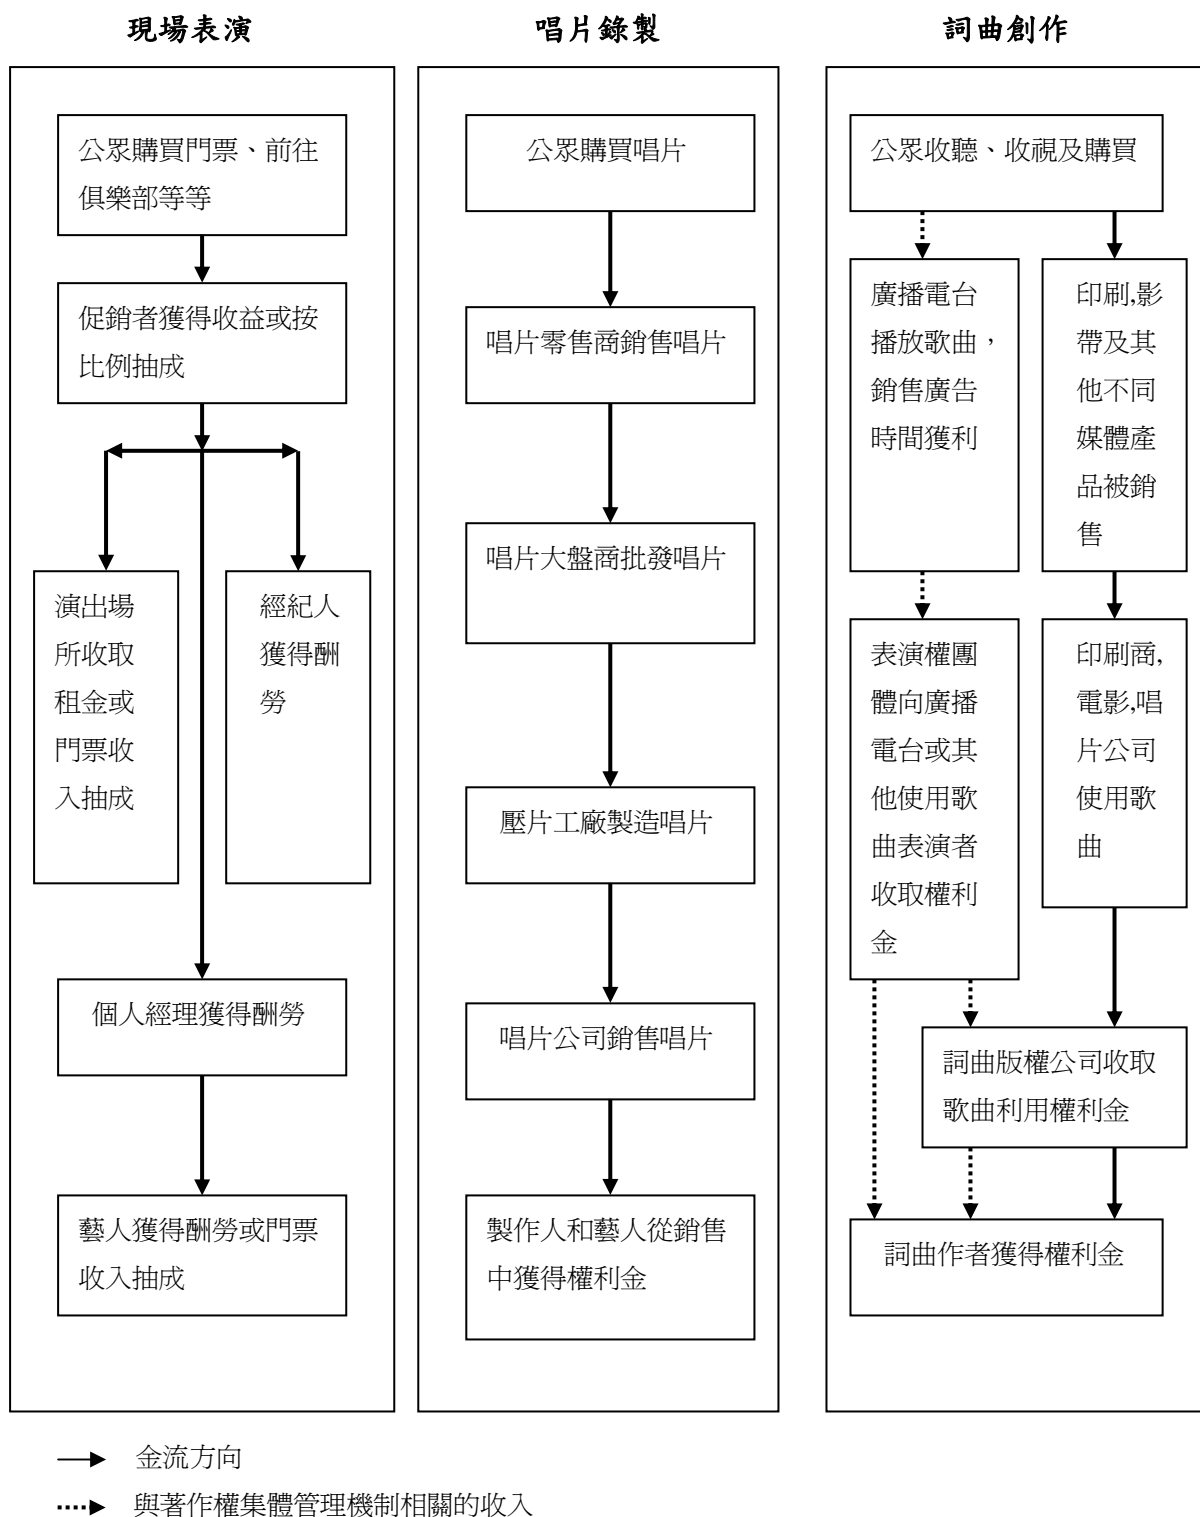 現場表演
公眾購買門票、前往
俱樂部等等
促銷者獲得收益或按
比例抽成
演出場
所收取
租金或
門票收
入抽成
經紀人
獲得酬
勞
個人經理獲得酬勞
藝人獲得酬勞或門票
收入抽成
唱片錄製
公眾購買唱片
唱片零售商銷售唱片
唱片大盤商批發唱片
壓片工廠製造唱片
唱片公司銷售唱片
製作人和藝人從銷售
中獲得權利金
詞曲創作
公眾收聽、收視及購買
廣播電台
播放歌曲，
銷售廣告
時間獲利
印刷,影
帶及其
他不同
媒體產
品被銷
售
表演權團
體向廣播
電台或其
他使用歌
曲表演者
收取權利
金
印刷商,
電影,唱
片公司
使用歌
曲
詞曲版權公司收取
歌曲利用權利金
詞曲作者獲得權利金
金流方向
與著作權集體管理機制相關的收入